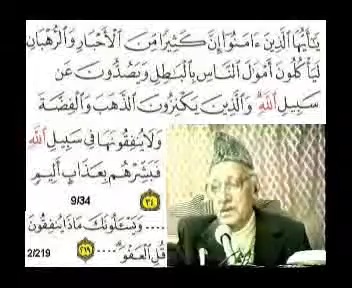 يَٰٓأَيُّهَا ٱلَّذِينَ ءَامَنُوٓا۟ إِنَّ كَثِيرًا مِّنَ ٱلْأَحْبَارِ وَٱلرُّهْبَانِ
لَيَأْكُلُونَ أَمْوَٰلَ ٱلنَّاسِ بِٱلْبَٰطِلِ وَيَصُدُّونَ عَن
سَبِيلِ ٱللَّهِ ۗ وَٱلَّذِينَ يَكْنِزُونَ ٱلذَّهَبَ وَٱلْفِضَّةَ
وَلَا يُنفِقُونَهَا فِى سَبِيلِ ٱللَّهِ
فَبَشِّرْهُم بِعَذَابٍ أَلِيمٍ
9/34 ٣٤
.... وَيَسْـَٔلُونَكَ مَاذَا يُنفِقُونَ
قُلِ ٱلْعَفْوَ ۗ .... ٢١٩ 2/219